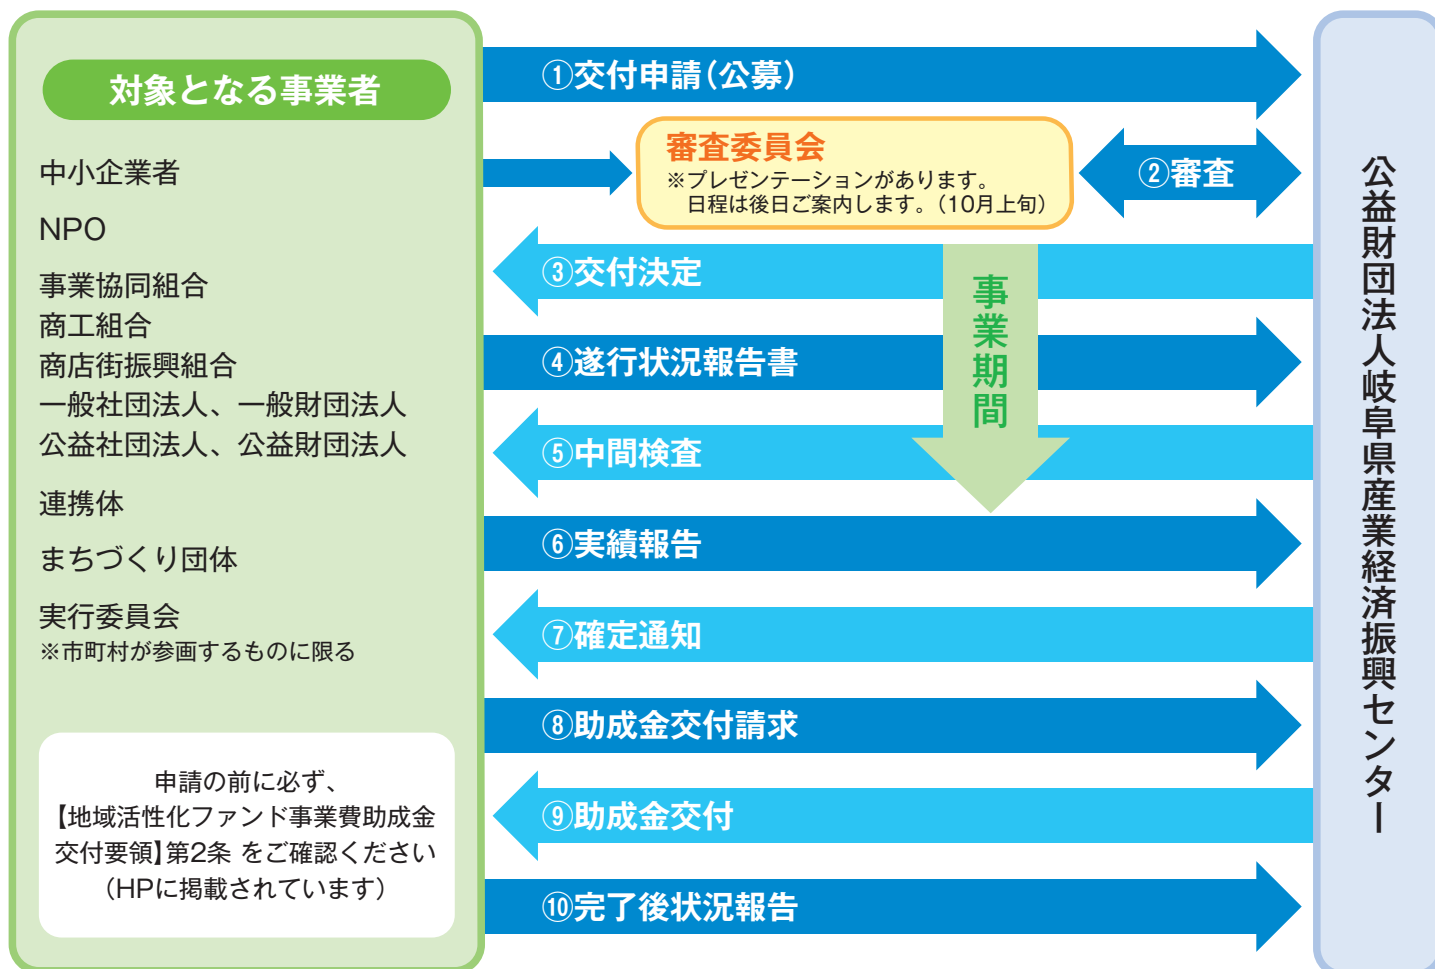 対象となる事業者
中小企業者
NPO
事業協同組合
商工組合
商店街振興組合
一般社団法人、一般財団法人
公益社団法人、公益財団法人
連携体
まちづくり団体
実行委員会
※市町村が参画するものに限る
申請の前に必ず、
【地域活性化ファンド事業費助成金
交付要領】第2条 をご確認ください
（HPに掲載されています）
①交付申請（公募）
審査委員会
※プレゼンテーションがあります。
日程は後日ご案内します。（10月上旬）
②審査
③交付決定
事業期間
④遂行状況報告書
⑤中間検査
⑥実績報告
⑦確定通知
⑧助成金交付請求
⑨助成金交付
⑩完了後状況報告
公益財団法人岐阜県産業経済振興センター